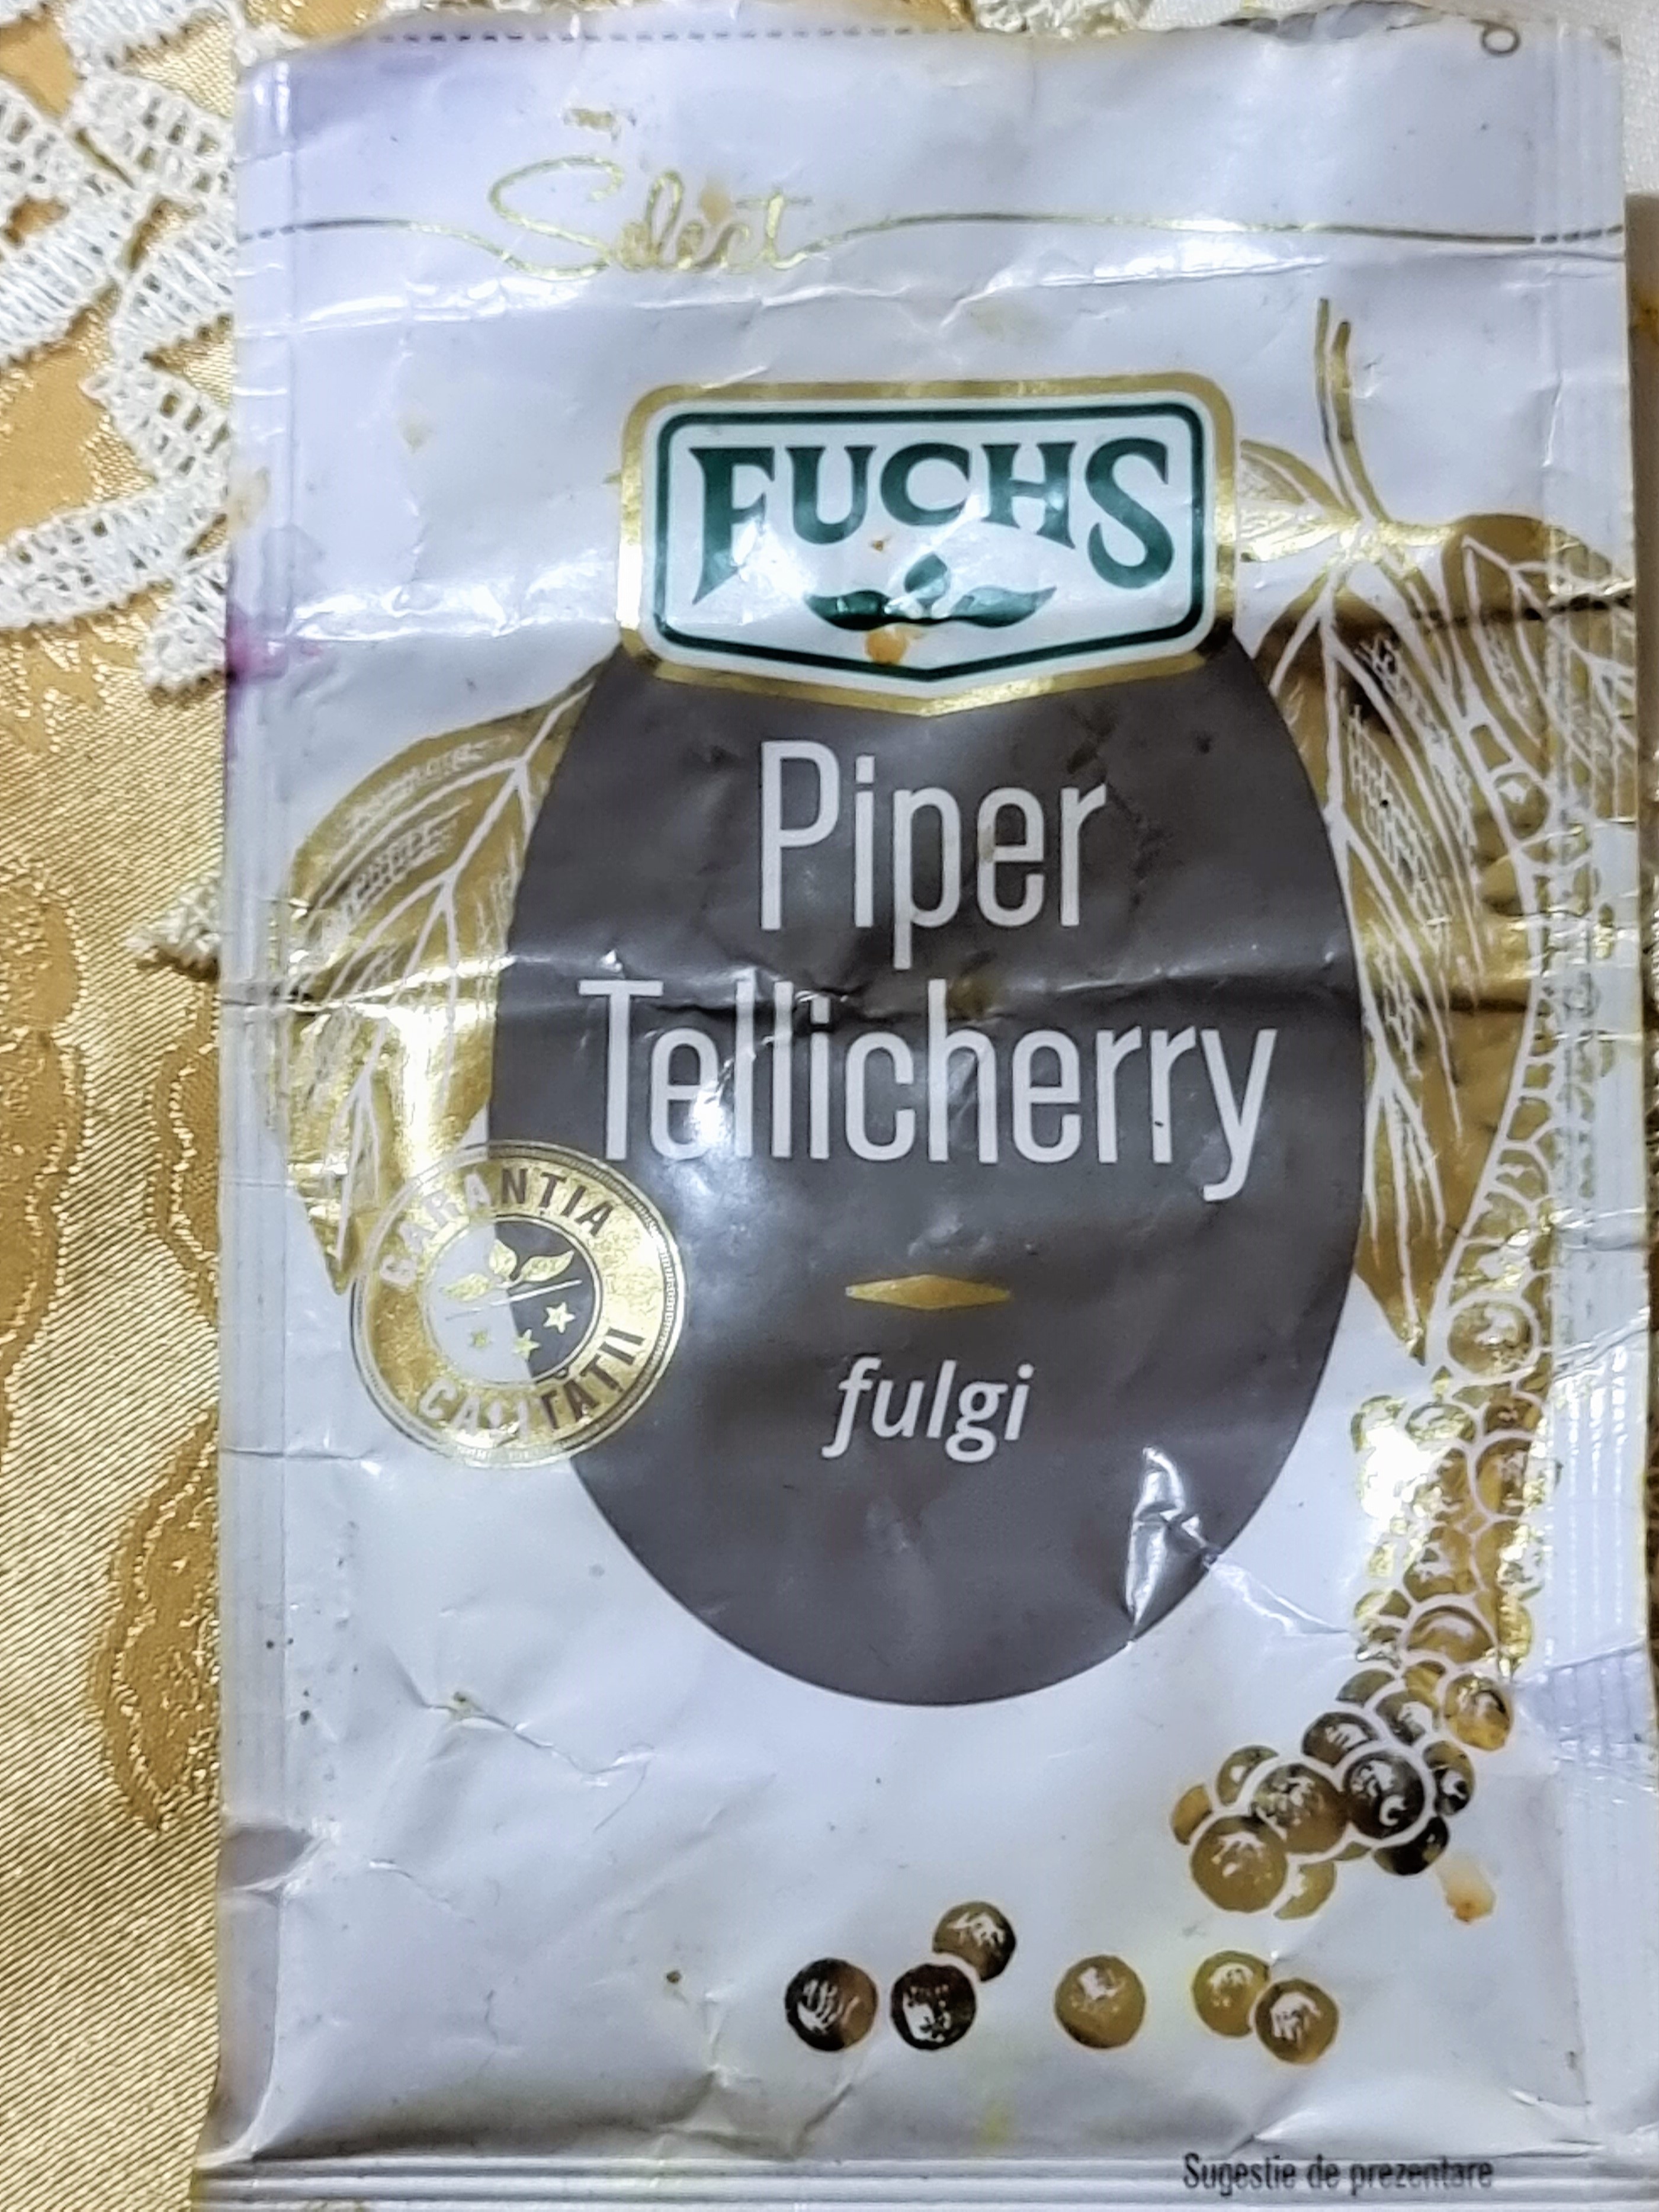 Select
FUCHS
Piper
Tellicherry
GARANȚIA
CALITĂȚII
fulgi
Sugestie de prezentare